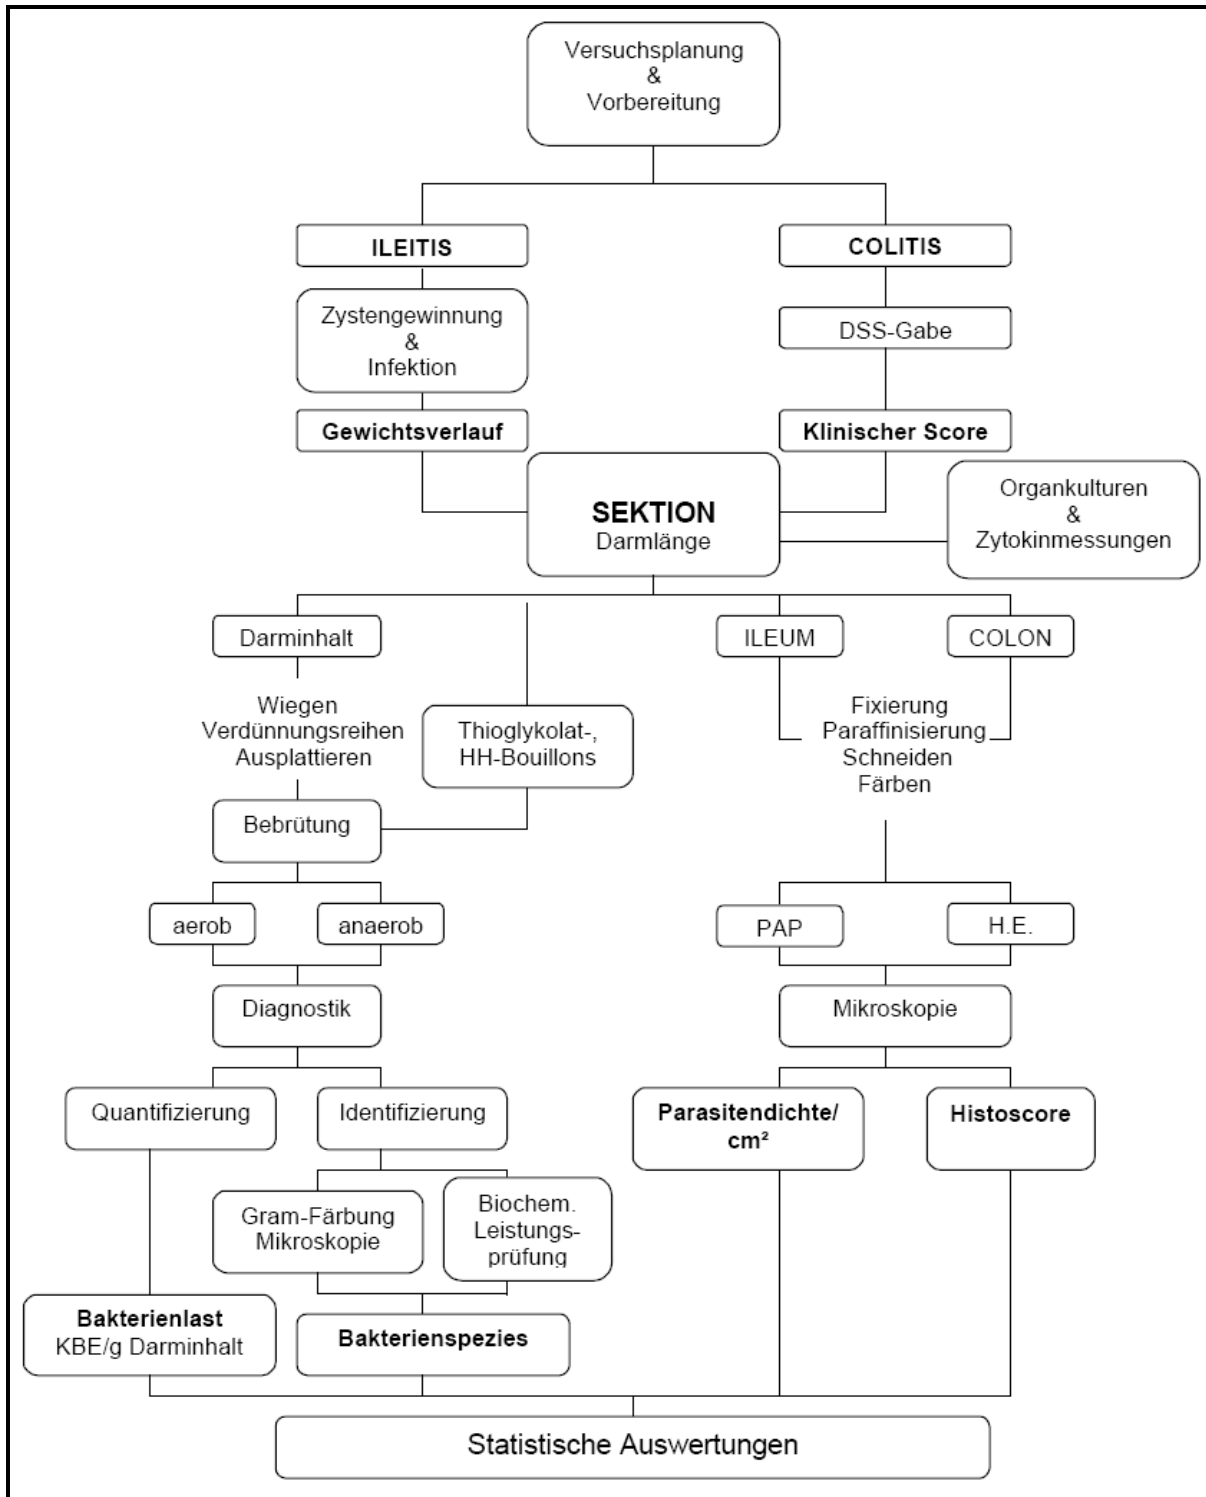 Versuchsplanung
&
Vorbereitung
ILEITIS
COLITIS
Zystengewinnung
&
Infektion
DSS-Gabe
Gewichtsverlauf
Klinischer Score
SEKTION
Darmlänge
Organkulturen
&
Zytokinmessungen
Darminhalt
ILEUM
COLON
Wiegen
Verdünnungsreihen
Ausplattieren
Thioglykolat-,
HH-Bouillons
Fixierung
Paraffinisierung
Schneiden
Färben
Bebrütung
aerob
anaerob
PAP
H.E.
Diagnostik
Mikroskopie
Quantifizierung
Identifizierung
Parasitendichte/
cm²
Histoscore
Gram-Färbung
Mikroskopie
Biochem.
Leistungs-
prüfung
Bakterienlast
KBE/g Darminhalt
Bakterienspezies
Statistische Auswertungen